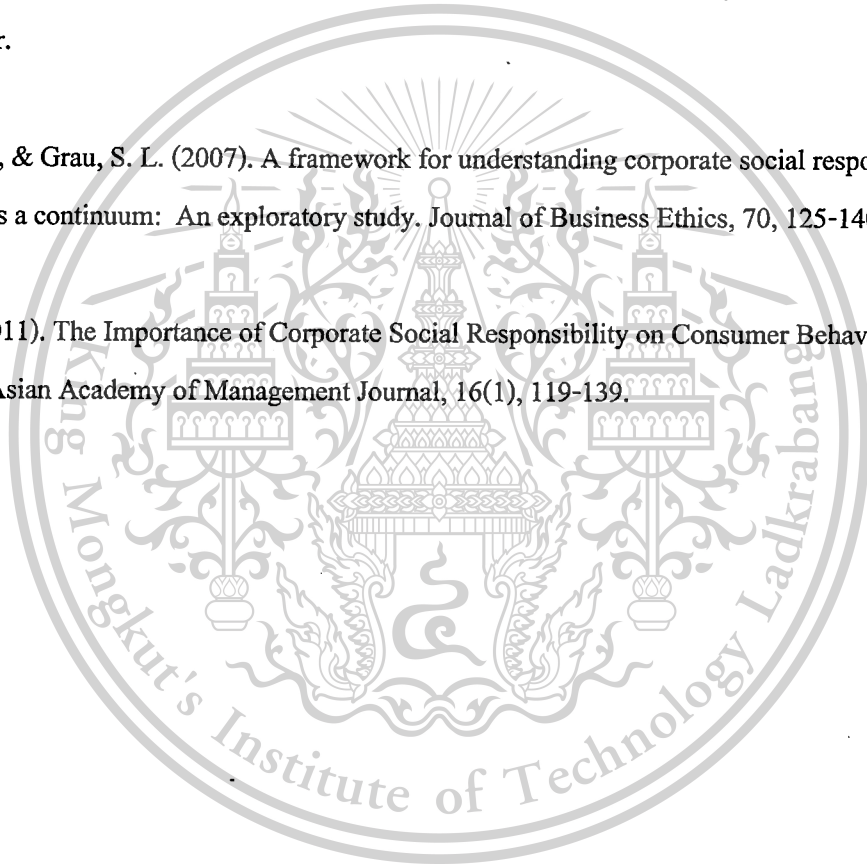 r.
, & Grau, S. L. (2007). A framework for understanding corporate social respo
s a continuum: An exploratory study. Journal of Business Ethics, 70, 125-14
11). The Importance of Corporate Social Responsibility on Consumer Behav
Asian Academy of Management Journal, 16(1), 119-139.
King Mongkut's Institute of Technology Ladkrabang